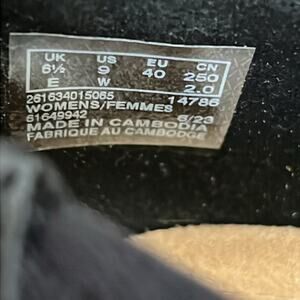 UK US EU CN
6½ 9 40 250
E W 2.0
261634015065 14786
WOMENS/FEMMES
61649942 6/23
MADE IN CAMBODIA
FABRIQUE AU CAMBODGE